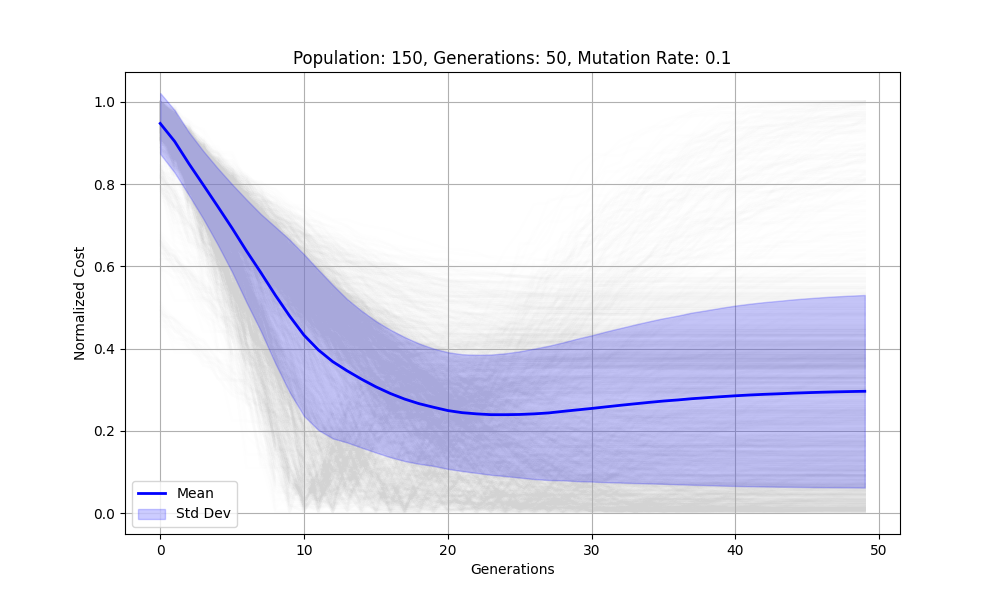 Population: 150, Generations: 50, Mutation Rate: 0.1
Normalized Cost
1.0
0.8
0.6
0.4
0.2
0.0
Mean
Std Dev
0 10 20 30 40 50
Generations